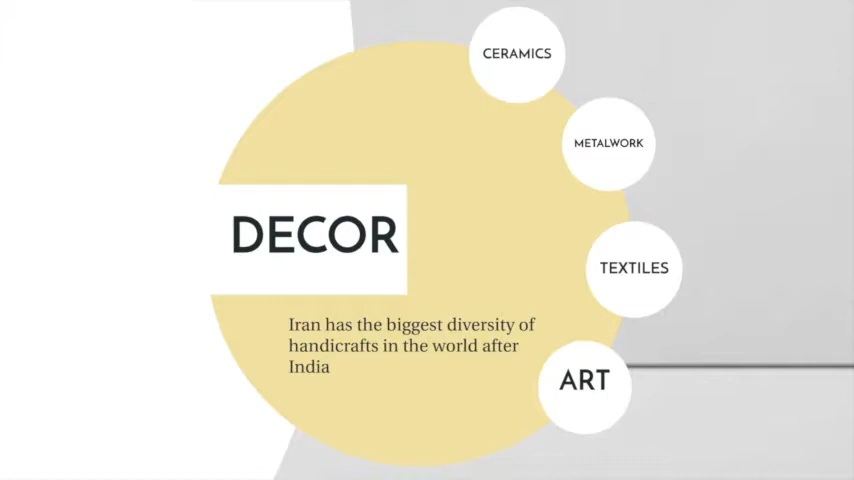 CERAMICS
METALWORK
DECOR
TEXTILES
Iran has the biggest diversity of
handicrafts in the world after
India
ART